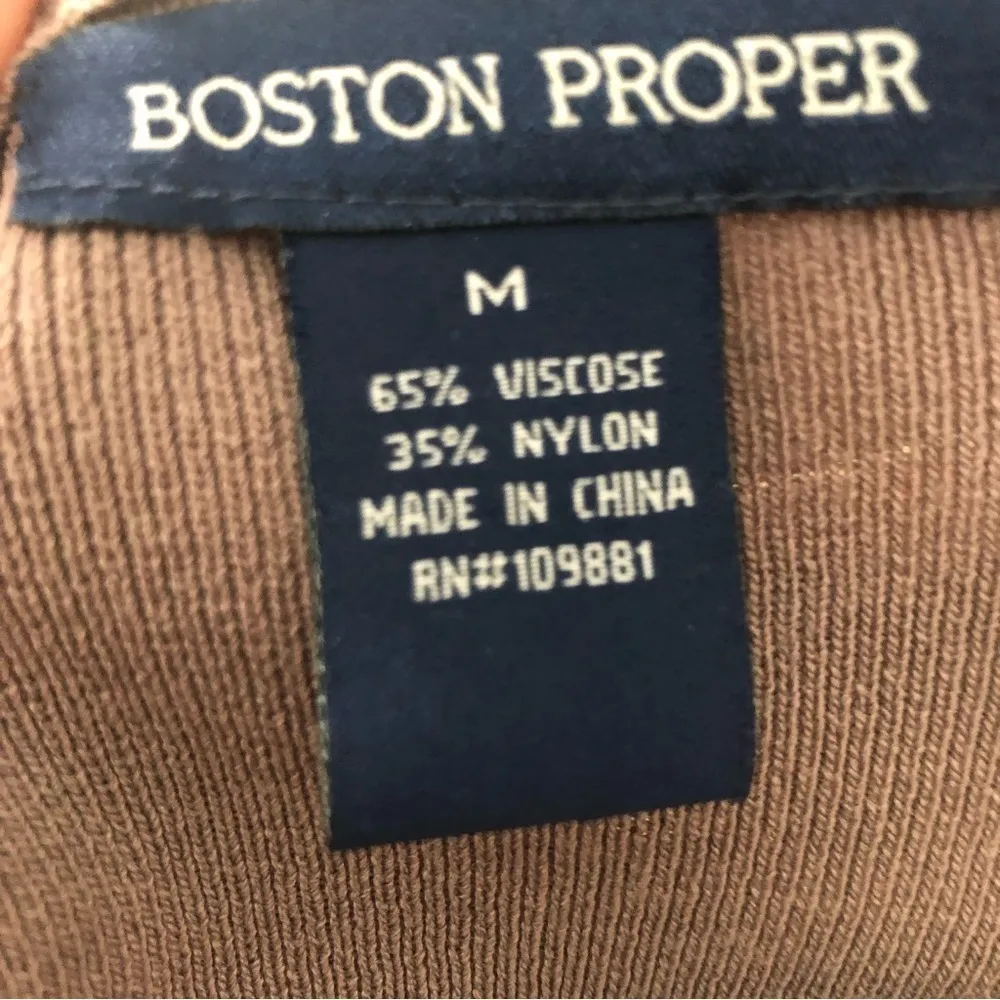 BOSTON PROPER
M
65% VISCOSE
35% NYLON
MADE IN CHINA
RN#109881